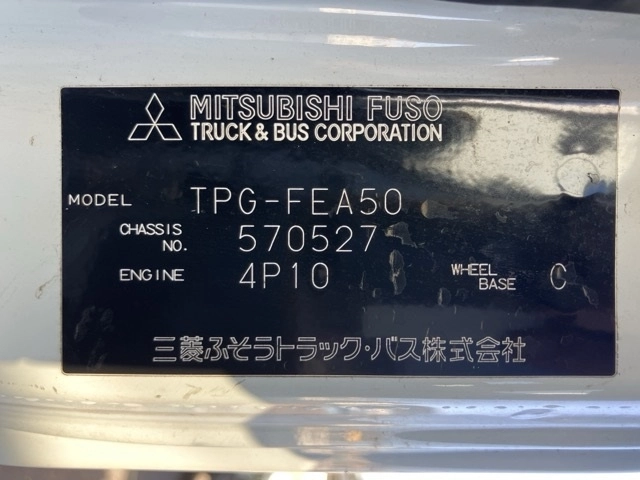 MITSUBISHI FUSO
TRUCK & BUS CORPORATION
MODEL TPG-FEA50
CHASSIS NO. 570527
ENGINE 4P10 WHEEL BASE C
三菱ふそうトラック・バス株式会社